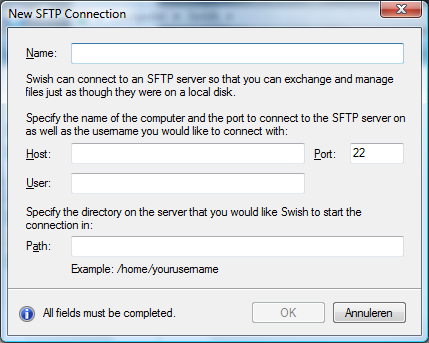 New SFTP Connection
Name:
Swish can connect to an SFTP server so that you can exchange and manage
files just as though they were on a local disk.
Specify the name of the computer and the port to connect to the SFTP server on
as well as the username you would like to connect with:
Host: Port: 22
User:
Specify the directory on the server that you would like Swish to start the
connection in:
Path:
Example: /home/yourusername
All fields must be completed. OK Annuleren